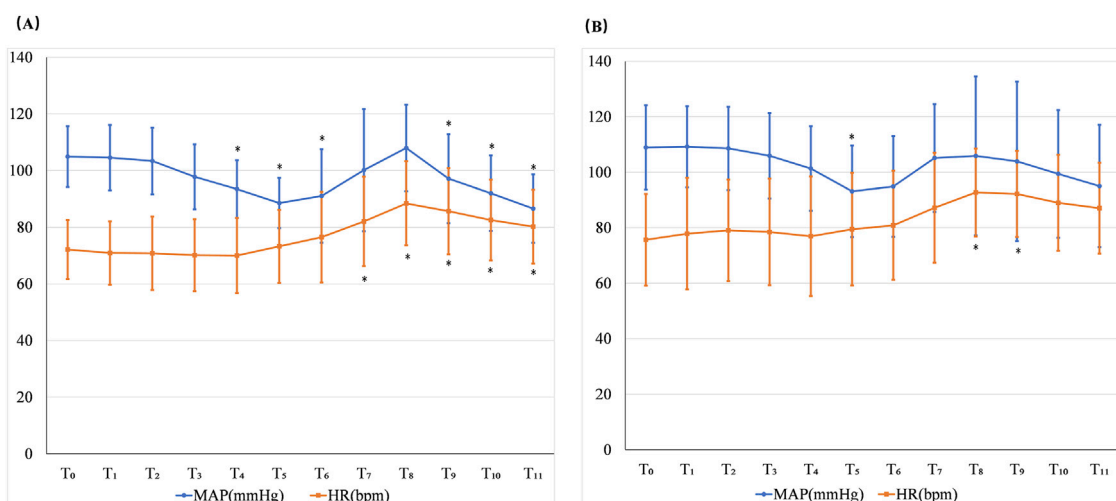 (A)
140
120
100
80
60
40
20
0
* * * * * *
* * * * *
T₀ T₁ T₂ T₃ T₄ T₅ T₆ T₇ T₈ T₉ T₁₀ T₁₁
MAP(mmHg) HR(bpm)
(B)
140
120
100
80
60
40
20
0
*
* *
T₀ T₁ T₂ T₃ T₄ T₅ T₆ T₇ T₈ T₉ T₁₀ T₁₁
MAP(mmHg) HR(bpm)